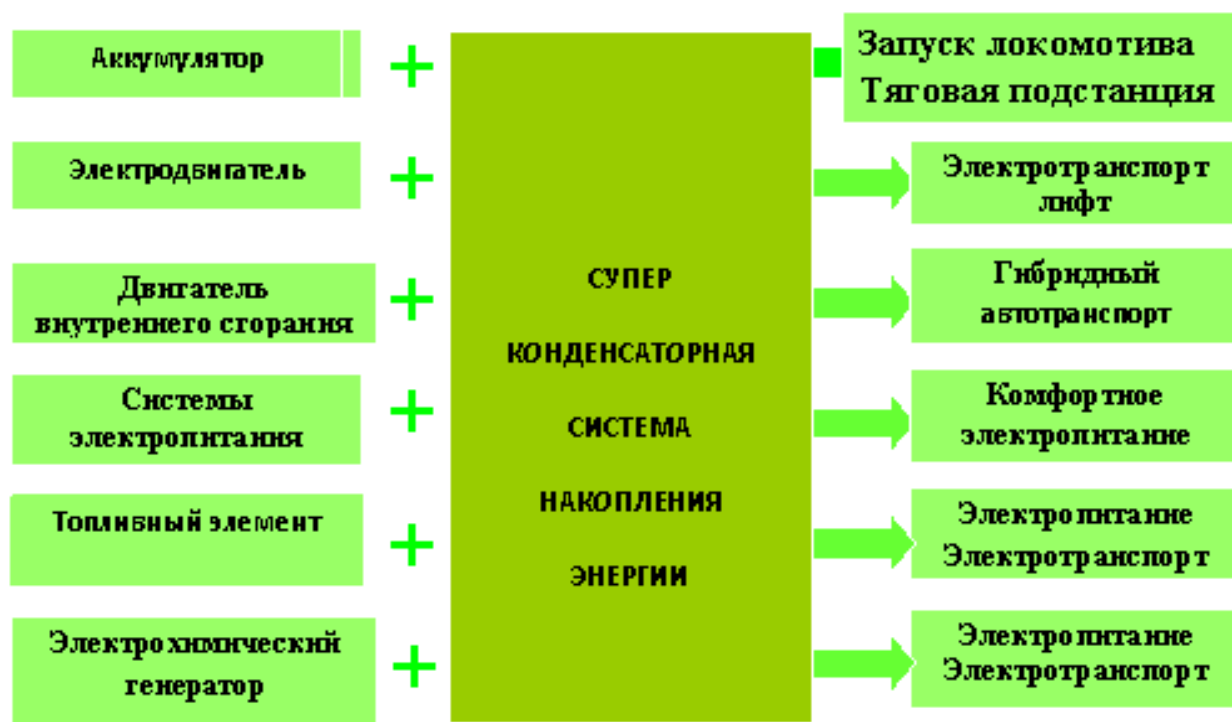 Аккумулятор
+
Запуск локомотива
Тяговая подстанция
Электродвигатель
+
Электротранспорт
лифт
Двигатель
внутреннего сгорания
+
Гибридный
автотранспорт
Системы
электропитания
+
Комфортное
электропитание
Топливный элемент
+
Электропитание
Электротранспорт
Электрохимический
генератор
+
Электропитание
Электротранспорт
СУПЕР
КОНДЕНСАТОРНАЯ
СИСТЕМА
НАКОПЛЕНИЯ
ЭНЕРГИИ